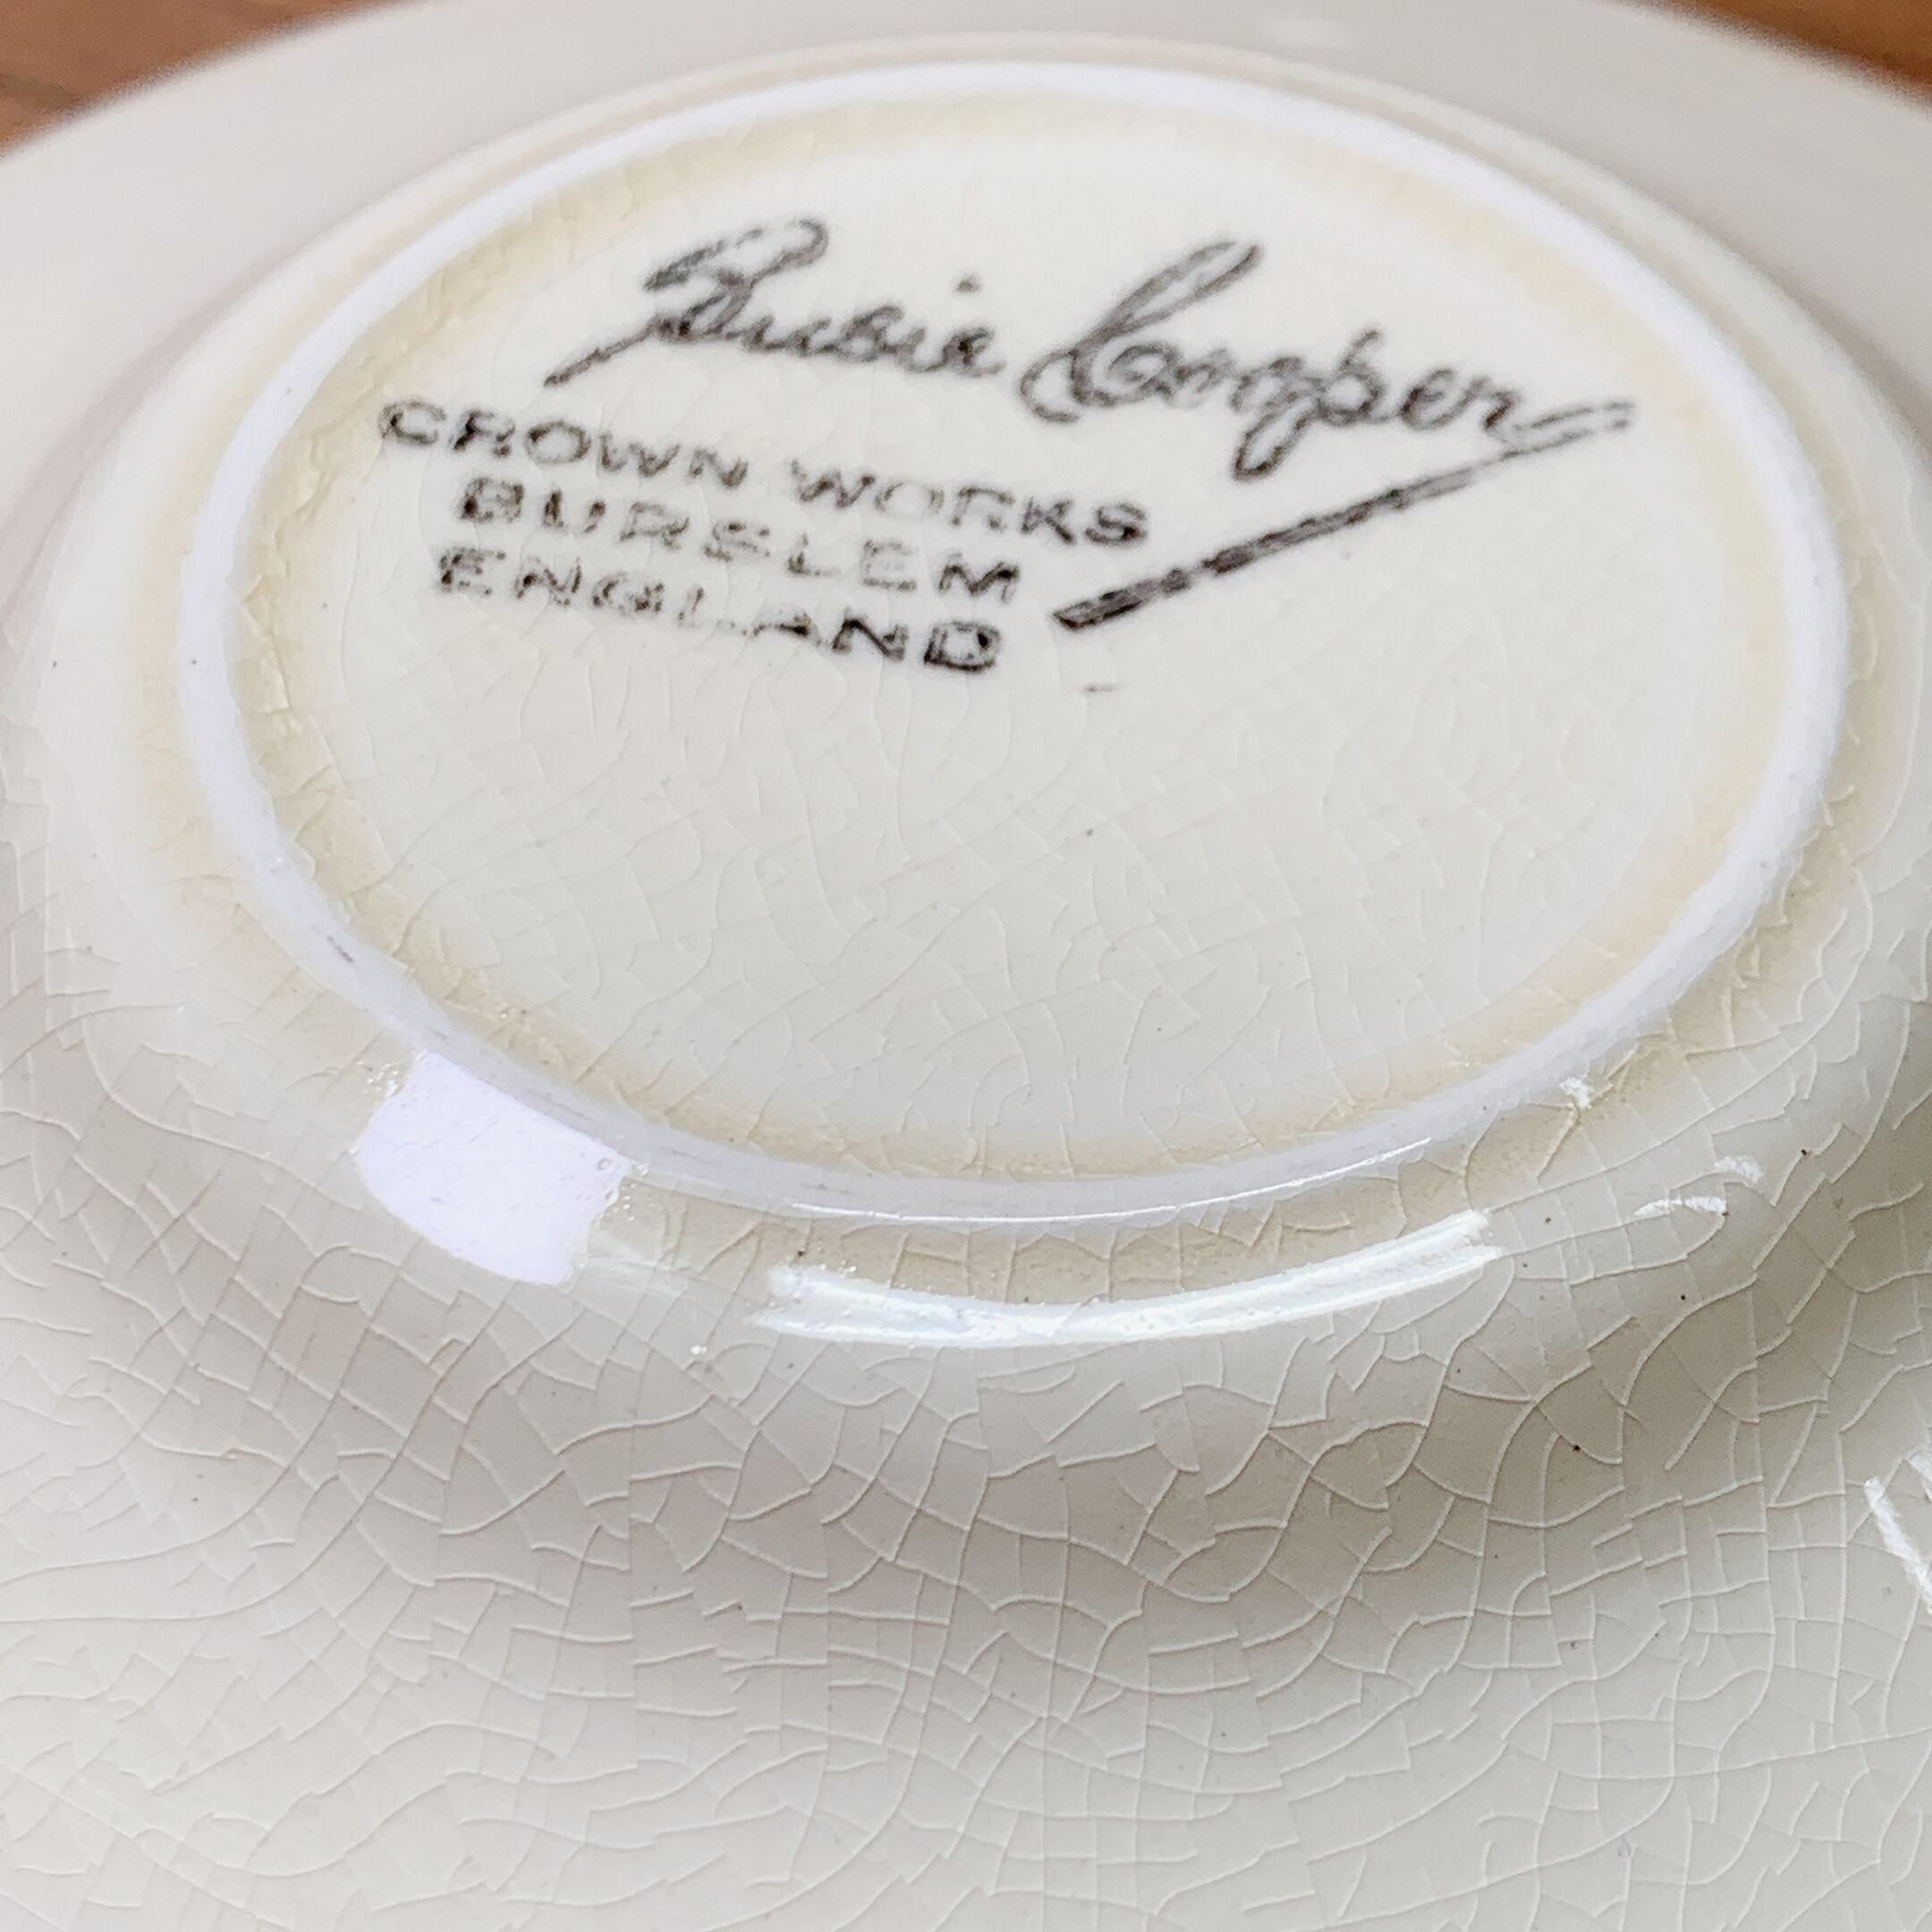 Susie Cooper
CROWN WORKS
BURSLEM
ENGLAND